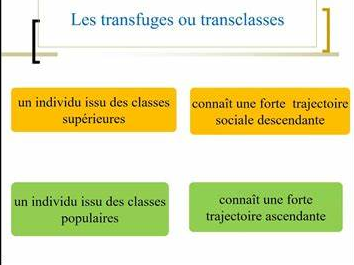 Les transfuges ou transclasses
un individu issu des classes
supérieures
connaît une forte trajectoire
sociale descendante
un individu issu des classes
populaires
connaît une forte
trajectoire ascendante